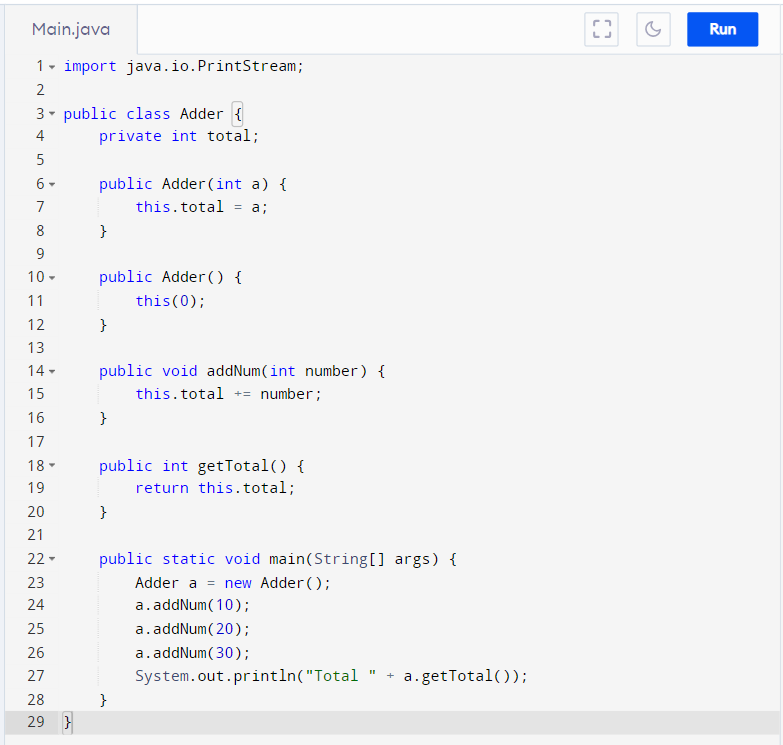 Main.java
Run
1 import java.io.PrintStream;
2
3 public class Adder {
4     private int total;
5
6     public Adder(int a) {
7         this.total = a;
8     }
9
10     public Adder() {
11         this(0);
12     }
13
14     public void addNum(int number) {
15         this.total += number;
16     }
17
18     public int getTotal() {
19         return this.total;
20     }
21
22     public static void main(String[] args) {
23         Adder a = new Adder();
24         a.addNum(10);
25         a.addNum(20);
26         a.addNum(30);
27         System.out.println("Total " + a.getTotal());
28     }
29 }